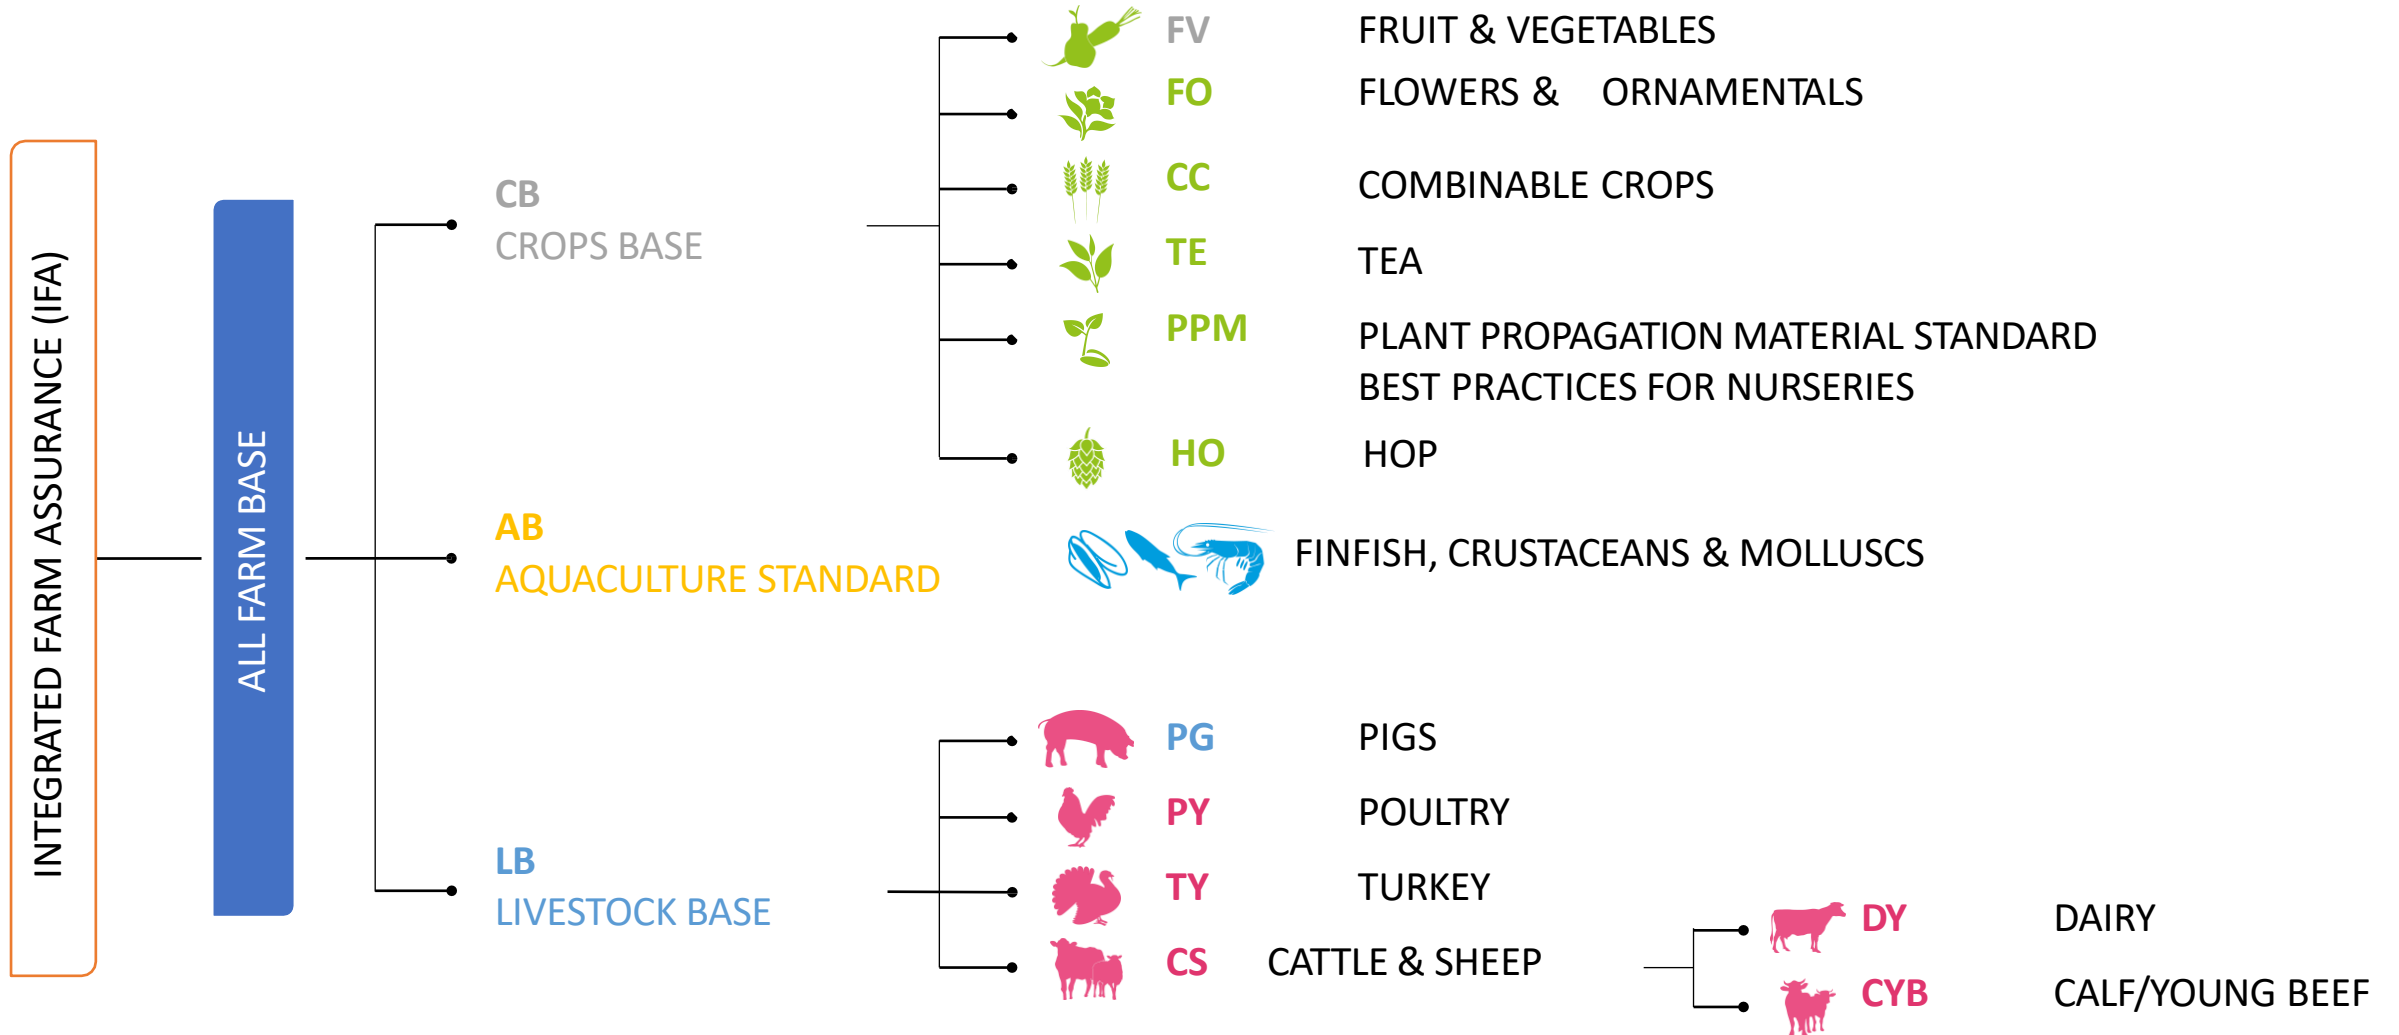 INTEGRATED FARM ASSURANCE (IFA)
ALL FARM BASE
CB
CROPS BASE
FV FRUIT & VEGETABLES
FO FLOWERS & ORNAMENTALS
CC COMBINABLE CROPS
TE TEA
PPM PLANT PROPAGATION MATERIAL STANDARD
BEST PRACTICES FOR NURSERIES
HO HOP
AB
AQUACULTURE STANDARD
FINFISH, CRUSTACEANS & MOLLUSCS
LB
LIVESTOCK BASE
PG PIGS
PY POULTRY
TY TURKEY
CS CATTLE & SHEEP
DY DAIRY
CYB CALF/YOUNG BEEF